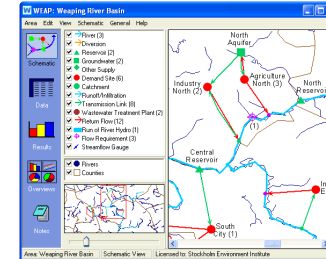 WEAP: Weaping River Basin
Area Edit View Schematic General Help
Schematic
Data
Results
Overviews
Notes
River (3)
Diversion
Reservoir (2)
Groundwater (2)
Other Supply
Demand Site (6)
Catchment
Runoff/Infiltration
Transmission Link (8)
Wastewater Treatment Plant (2)
Return Flow (12)
Run of River Hydro (1)
Flow Requirement (3)
Streamflow Gauge
Rivers
Counties
North
Aquifer
Industry
North (2)
Agriculture
North (3)
North
Reservoi
(1)
Central
Reservoir
South
City (1)
In
E
Area: Weaping River Basin Schematic View Licensed to: Stockholm Environment Institute